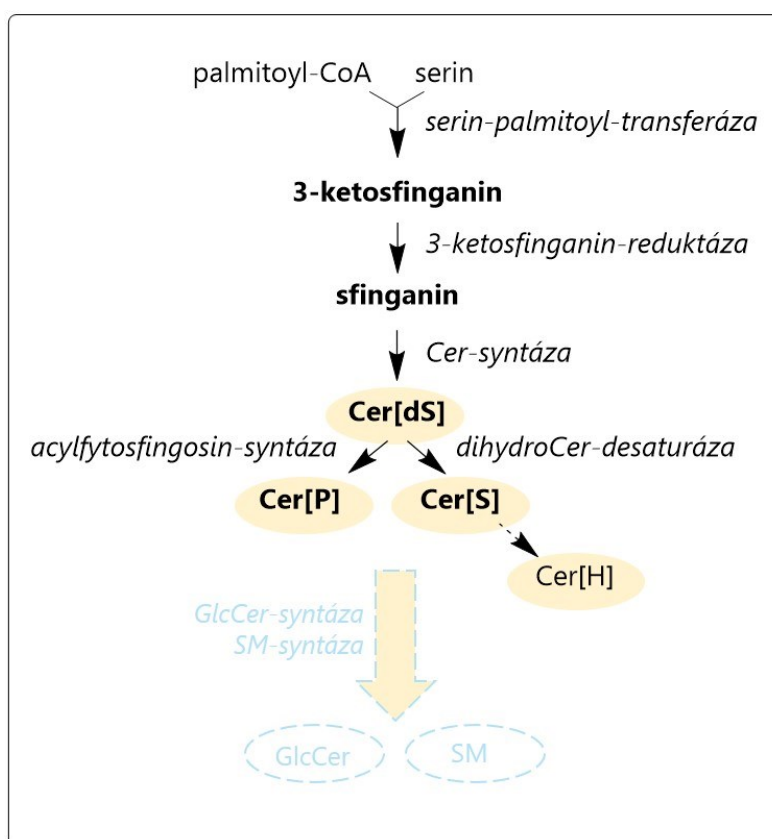 palmitoyl-CoA serin
serin-palmitoyl-transferáza
3-ketosfinganin
3-ketosfinganin-reduktáza
sfinganin
Cer-syntáza
Cer[dS]
acylfytosfingosin-syntáza dihydroCer-desaturáza
Cer[P] Cer[S]
Cer[H]
GlcCer-syntáza
SM-syntáza
GlcCer SM